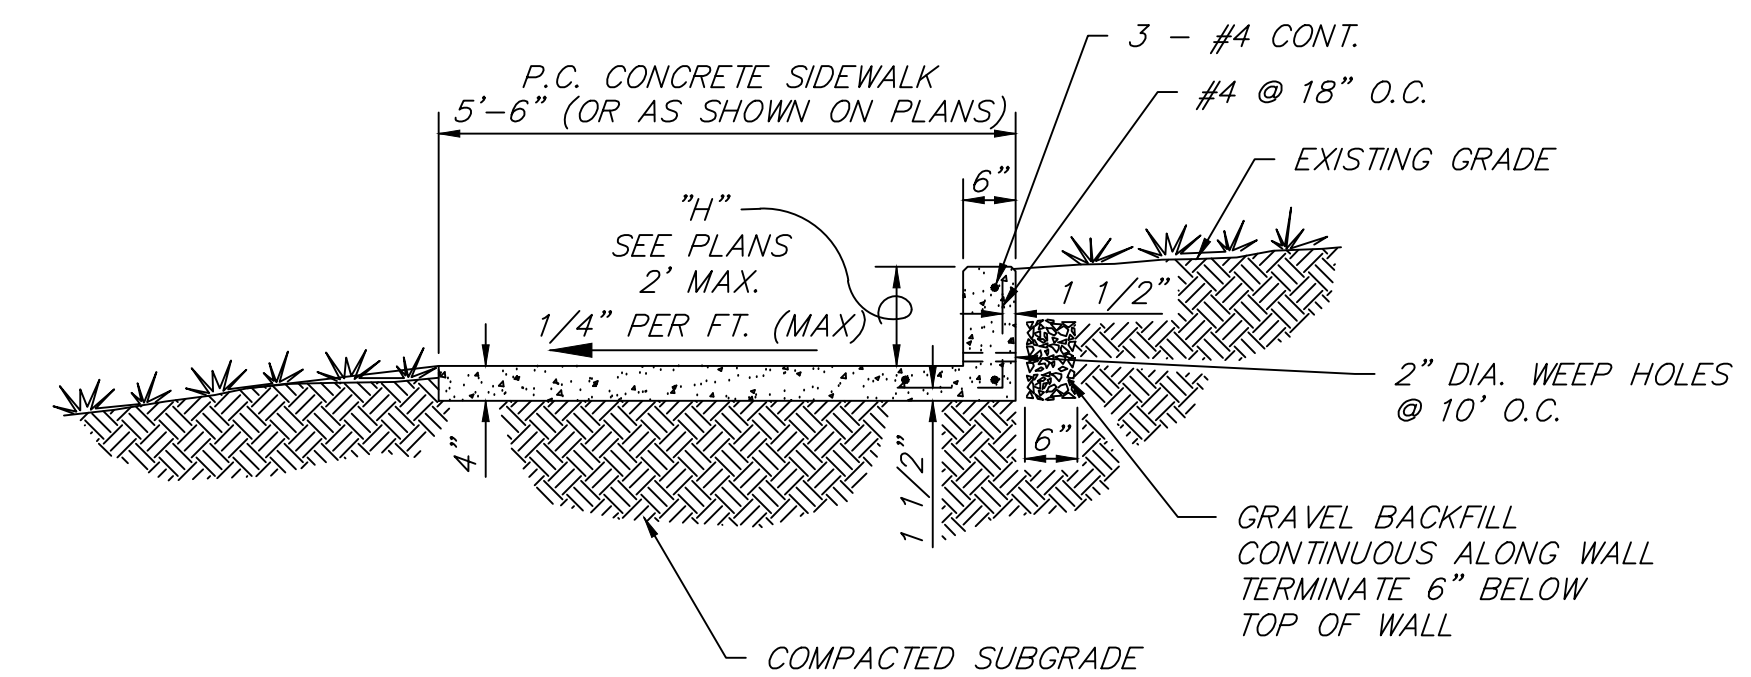 3 - #4 CONT.
P.C. CONCRETE SIDEWALK
5'-6" (OR AS SHOWN ON PLANS)
#4 @ 18" O.C.
EXISTING GRADE
6"
"H"
SEE PLANS
2' MAX.
1 1/2"
1/4" PER FT. (MAX)
2" DIA. WEEP HOLES
@ 10' O.C.
4"
1 1/2"
6"
GRAVEL BACKFILL
CONTINUOUS ALONG WALL
TERMINATE 6" BELOW
TOP OF WALL
COMPACTED SUBGRADE